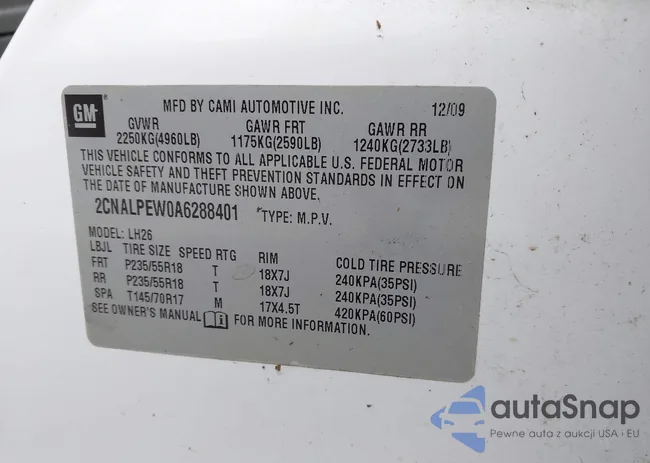 GM
MFD BY CAMI AUTOMOTIVE INC. 12/09
GVWR GAWR FRT GAWR RR
2250KG(4960LB) 1175KG(2590LB) 1240KG(2733LB)
THIS VEHICLE CONFORMS TO ALL APPLICABLE U.S. FEDERAL MOTOR
VEHICLE SAFETY AND THEFT PREVENTION STANDARDS IN EFFECT ON
THE DATE OF MANUFACTURE SHOWN ABOVE.
2CNALPEW0A6288401 TYPE: M.P.V.
MODEL: LH26
LBJL TIRE SIZE SPEED RTG RIM COLD TIRE PRESSURE
FRT P235/55R18 T 18X7J 240KPA(35PSI)
RR P235/55R18 T 18X7J 240KPA(35PSI)
SPA T145/70R17 M 17X4.5T 420KPA(60PSI)
SEE OWNER'S MANUAL FOR MORE INFORMATION.
autaSnap
Pewne auta z aukcji USA i EU